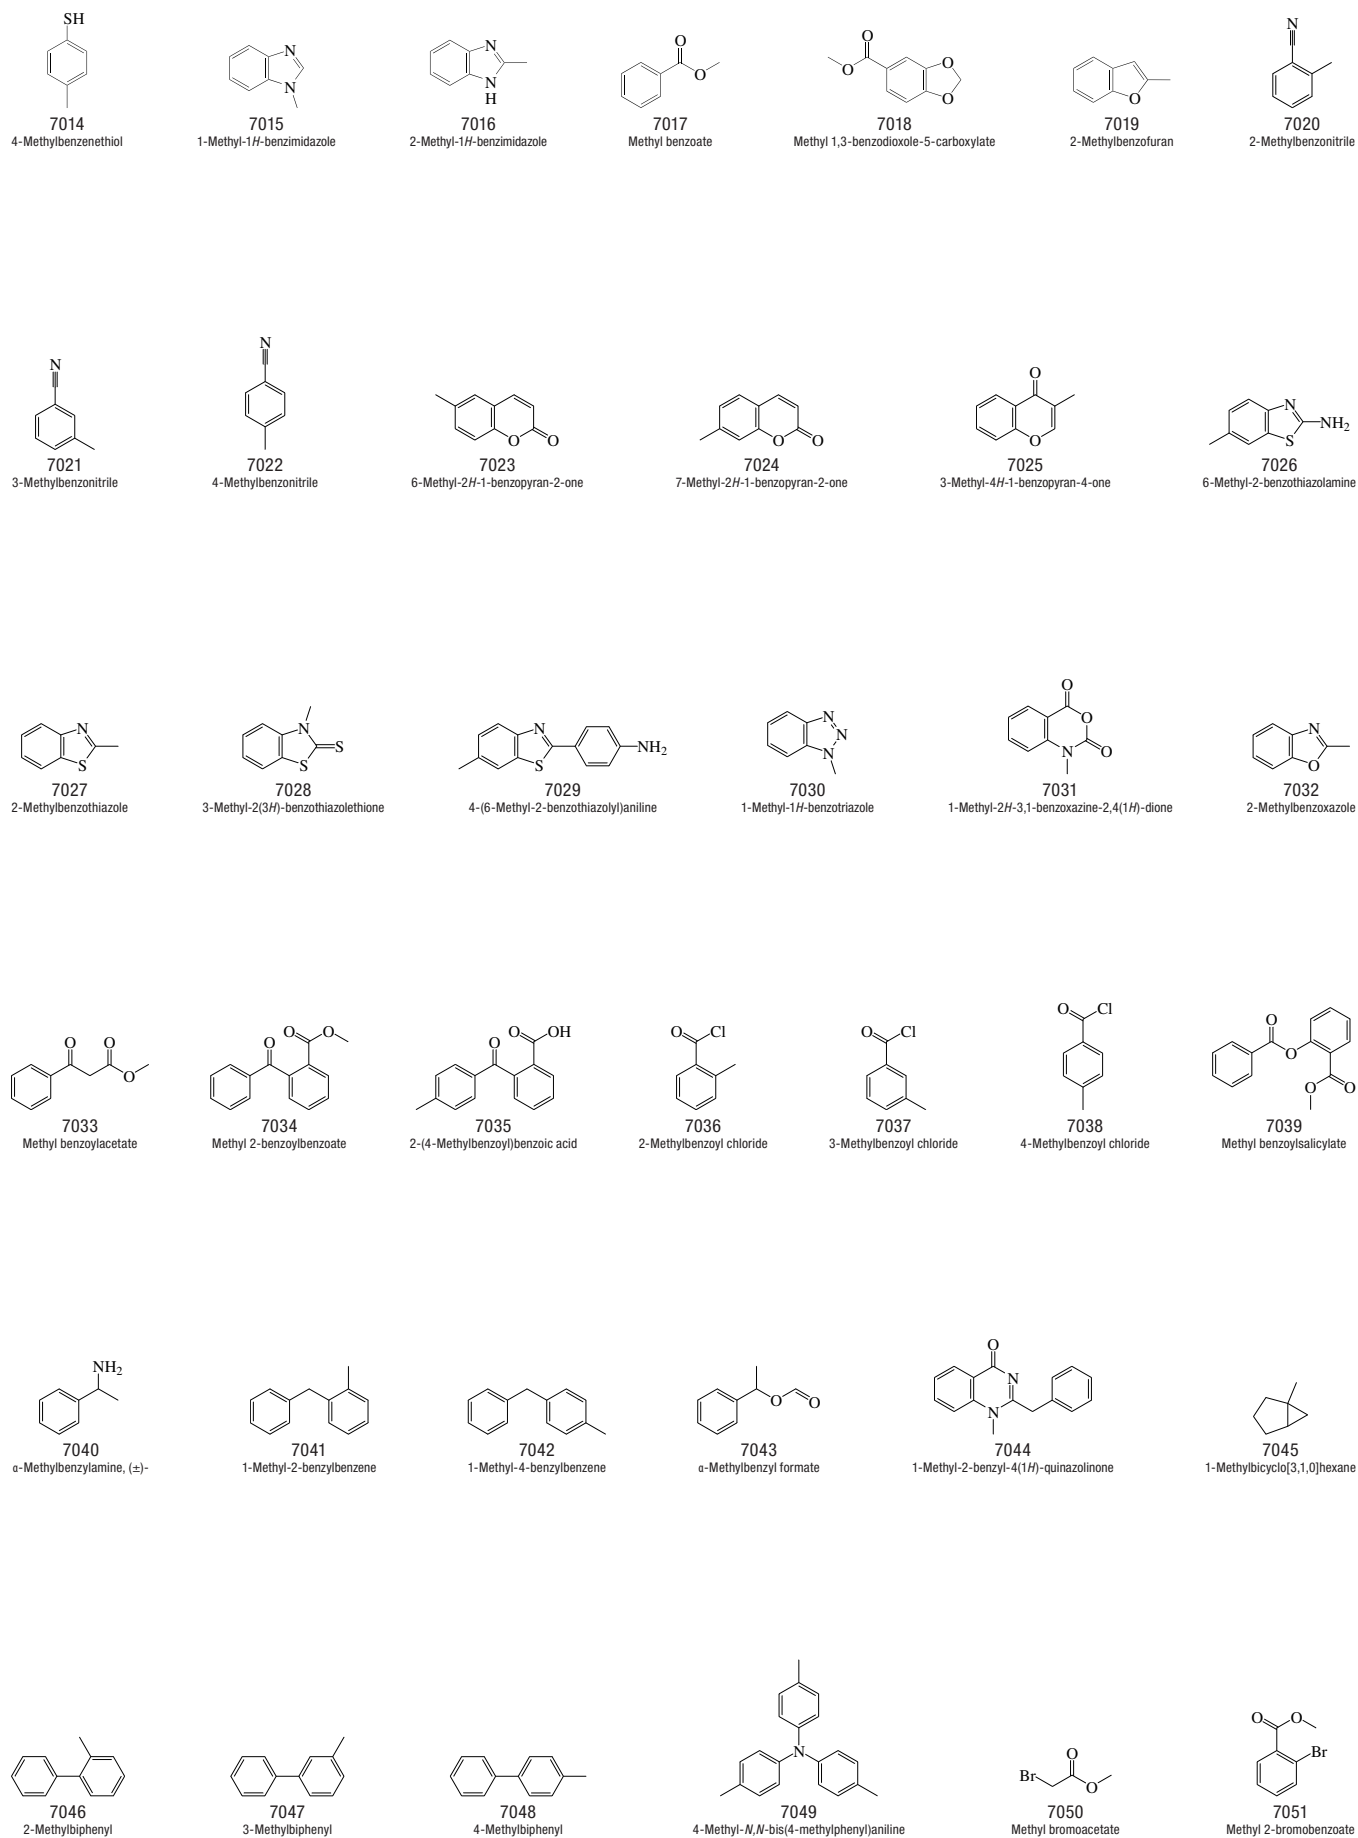 SH
N
N
N
N
H
O
O
O
O
O
O
O
N
7014
7015
7016
7017
7018
7019
7020
4-Methylbenzenethiol
1-Methyl-1H-benzimidazole
2-Methyl-1H-benzimidazole
Methyl benzoate
Methyl 1,3-benzodioxole-5-carboxylate
2-Methylbenzofuran
2-Methylbenzonitrile
N
N
O
O
O
O
O
O
N
S
NH2
7021
7022
7023
7024
7025
7026
3-Methylbenzonitrile
4-Methylbenzonitrile
6-Methyl-2H-1-benzopyran-2-one
7-Methyl-2H-1-benzopyran-2-one
3-Methyl-4H-1-benzopyran-4-one
6-Methyl-2-benzothiazolamine
N
S
N
S
S
N
S
NH2
N
N
N
O
O
O
N
N
O
7027
7028
7029
7030
7031
7032
2-Methylbenzothiazole
3-Methyl-2(3H)-benzothiazolethione
4-(6-Methyl-2-benzothiazolyl)aniline
1-Methyl-1H-benzotriazole
1-Methyl-2H-3,1-benzoxazine-2,4(1H)-dione
2-Methylbenzoxazole
O
O
O
O
O
O
O
O
OH
O
Cl
O
Cl
O
Cl
O
O
O
O
7033
7034
7035
7036
7037
7038
7039
Methyl benzoylacetate
Methyl 2-benzoylbenzoate
2-(4-Methylbenzoyl)benzoic acid
2-Methylbenzoyl chloride
3-Methylbenzoyl chloride
4-Methylbenzoyl chloride
Methyl benzoylsalicylate
NH2
O
O
O
N
N
7040
7041
7042
7043
7044
7045
α-Methylbenzylamine, (±)-
1-Methyl-2-benzylbenzene
1-Methyl-4-benzylbenzene
α-Methylbenzyl formate
1-Methyl-2-benzyl-4(1H)-quinazolinone
1-Methylbicyclo[3,1,0]hexane
N
Br
O
O
O
O
Br
7046
7047
7048
7049
7050
7051
2-Methylbiphenyl
3-Methylbiphenyl
4-Methylbiphenyl
4-Methyl-N,N-bis(4-methylphenyl)aniline
Methyl bromoacetate
Methyl 2-bromobenzoate